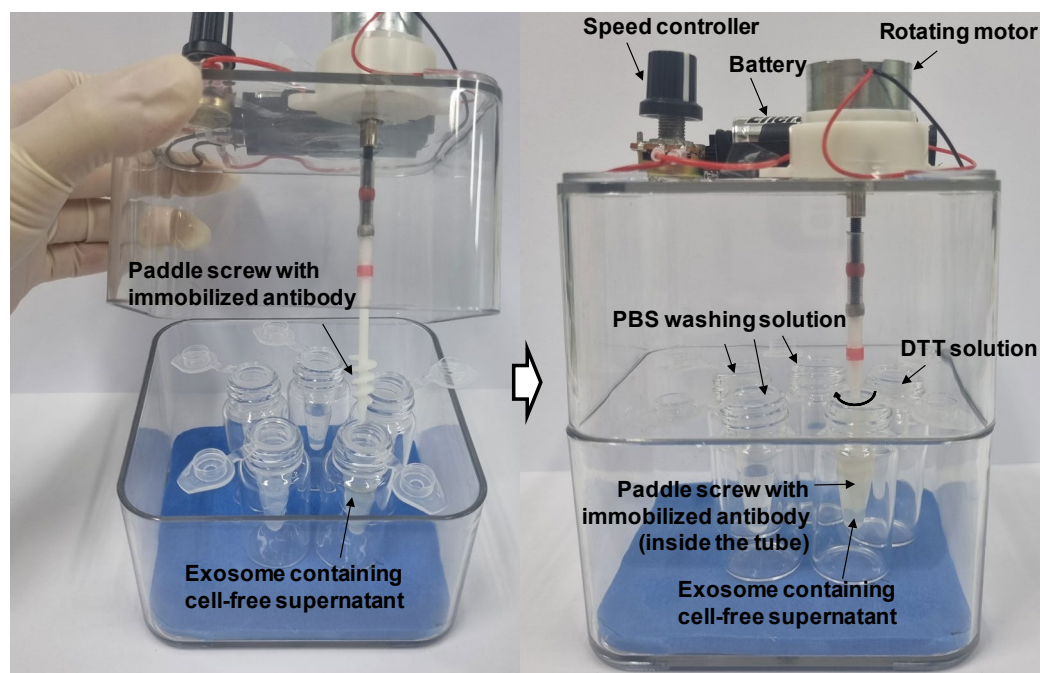 Paddle screw with
immobilized antibody
Exosome containing
cell-free supernatant
Speed controller
Battery
Rotating motor
PBS washing solution
DTT solution
Paddle screw with
immobilized antibody
(inside the tube)
Exosome containing
cell-free supernatant